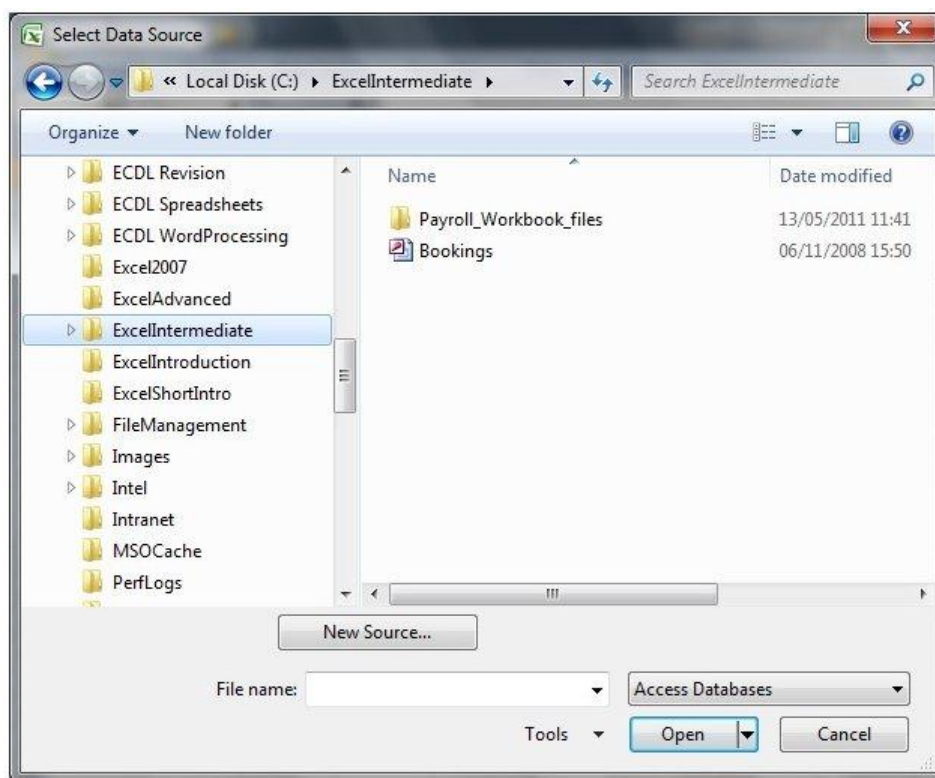 Select Data Source
« Local Disk (C:) ExcelIntermediate
Search ExcelIntermediate
Organize New folder
ECDL Revision
ECDL Spreadsheets
ECDL WordProcessing
Excel2007
ExcelAdvanced
ExcelIntermediate
ExcelIntroduction
ExcelShortIntro
FileManagement
Images
Intel
Intranet
MSOCache
PerfLogs
Name Date modified
Payroll_Workbook_files 13/05/2011 11:41
Bookings 06/11/2008 15:50
New Source...
File name: Access Databases
Tools Open Cancel